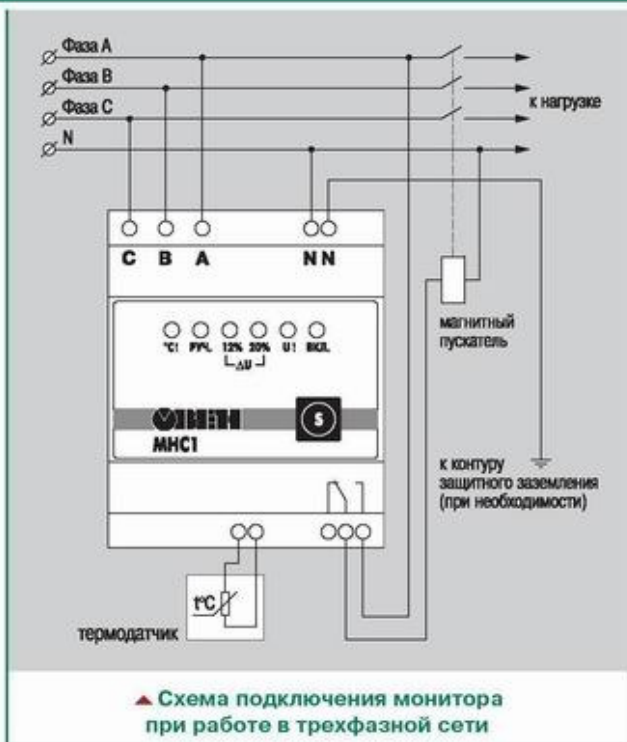 Фаза A
Фаза B
Фаза C
N
к нагрузке
C B A N N
°C! РУЧ. 12% 20% U! ВКЛ.
ΔU
ОВЕН
S
МНС1
магнитный
пускатель
к контуру
защитного заземления
(при необходимости)
t°C
термодатчик
Схема подключения монитора
при работе в трехфазной сети